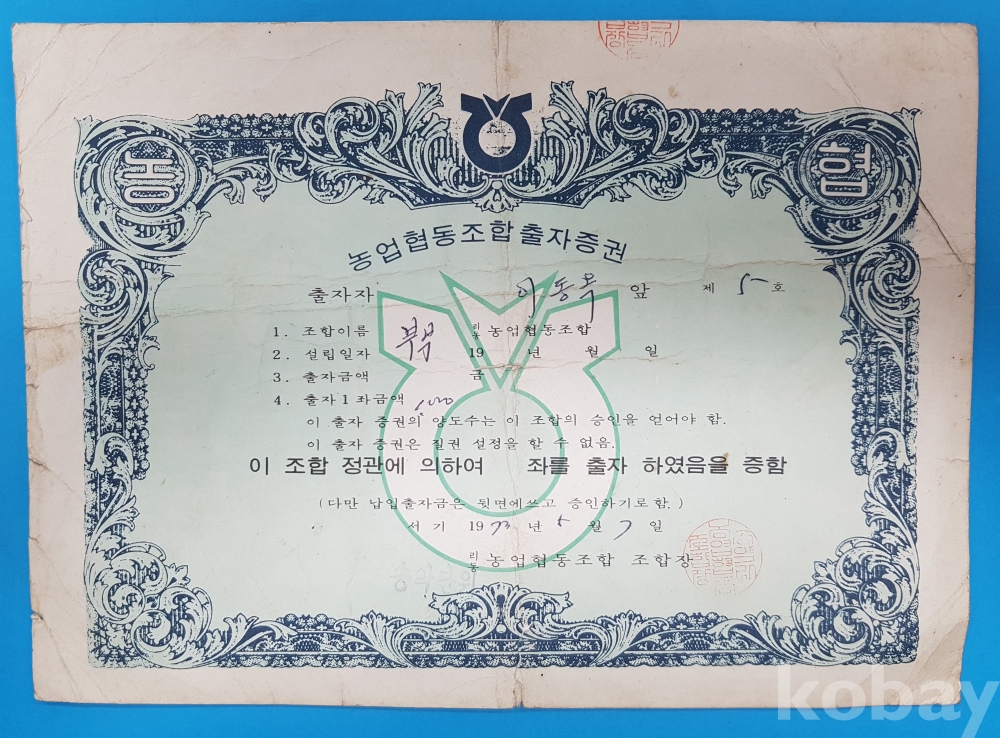 농 협
농업협동조합출자증권
출자자 이동욱 앞 제 5 호
1. 조합이름 부부 리동 농업협동조합
2. 설립일자 19 년 월 일
3. 출자금액 금
4. 출자 1 좌금액 1,000
이 출자 증권의 양도수는 이 조합의 승인을 얻어야 함.
이 출자 증권은 질권 설정을 할 수 없음.
이 조합 정관에 의하여 좌를 출자 하였음을 증함
(다만 납입출자금은 뒷면에쓰고 증인하기로함.)
서기 1973 년 5 월 7 일
리동 농업협동조합 조합장
kobay